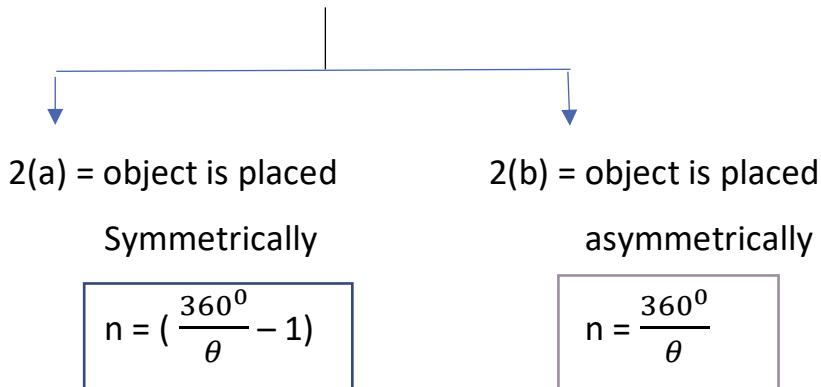 2(a) = object is placed
Symmetrically
n = ( 360⁰/θ – 1)
2(b) = object is placed
asymmetrically
n = 360⁰/θ